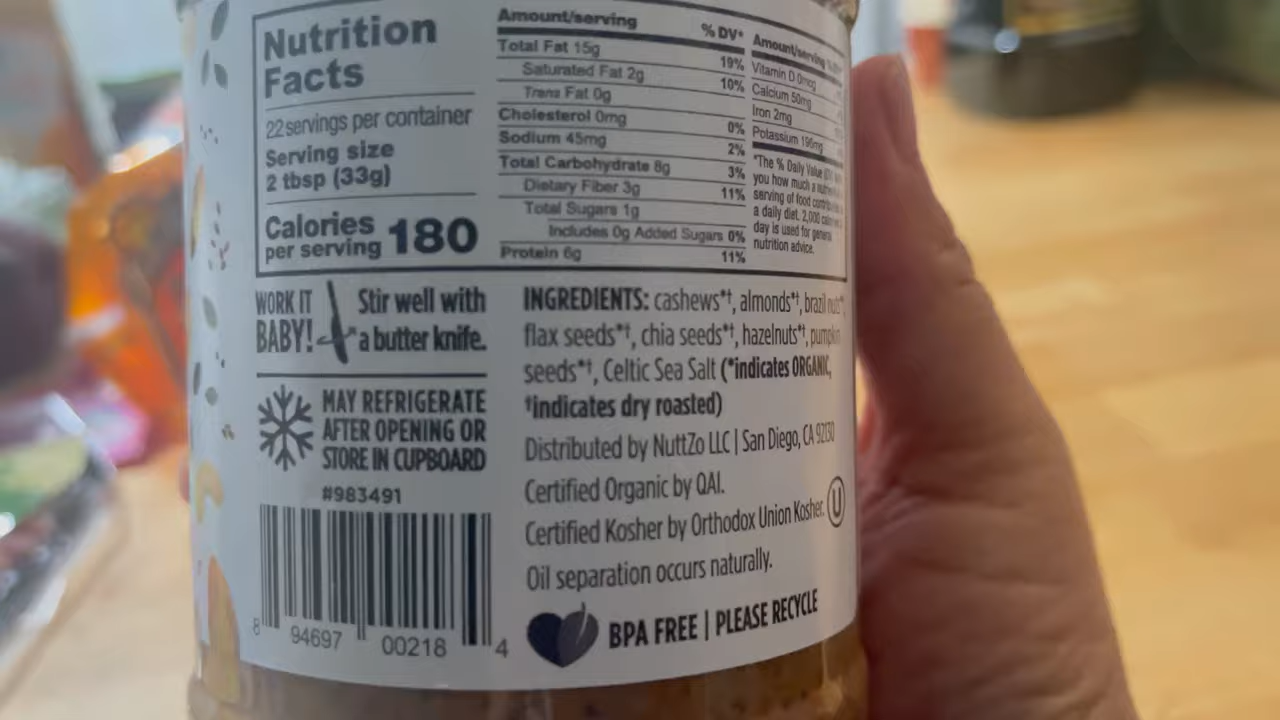 Nutrition
Facts
22 servings per container
Serving size
2 tbsp (33g)
Calories
per serving 180
Amount/serving % DV*
Total Fat 15g 19%
Saturated Fat 2g 10%
Trans Fat 0g
Cholesterol 0mg 0%
Sodium 45mg 2%
Total Carbohydrate 8g 3%
Dietary Fiber 3g 11%
Total Sugars 1g
Includes 0g Added Sugars 0%
Protein 6g 11%
Amount/serving
Vitamin D 0mcg
Calcium 50mg
Iron 2mg
Potassium
*The % Daily Value
you how much a
serving of food
a daily diet. 2,000
day is used for general
nutrition advice.
WORK IT
BABY!
Stir well with
a butter knife.
MAY REFRIGERATE
AFTER OPENING OR
STORE IN CUPBOARD
#983491
8 94697 00218 4
INGREDIENTS: cashews*†, almonds*†, brazil nuts*
flax seeds*†, chia seeds*†, hazelnuts*†, pumpkin
seeds*†, Celtic Sea Salt (*indicates ORGANIC,
†indicates dry roasted)
Distributed by NuttZo LLC | San Diego, CA 92130
Certified Organic by QAI.
Certified Kosher by Orthodox Union Kosher. U
Oil separation occurs naturally.
BPA FREE | PLEASE RECYCLE